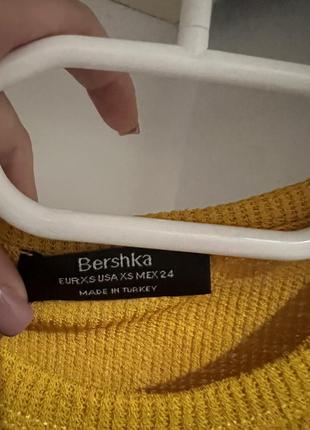 Bershka
EUR XS USA XS MEX 24
MADE IN TURKEY